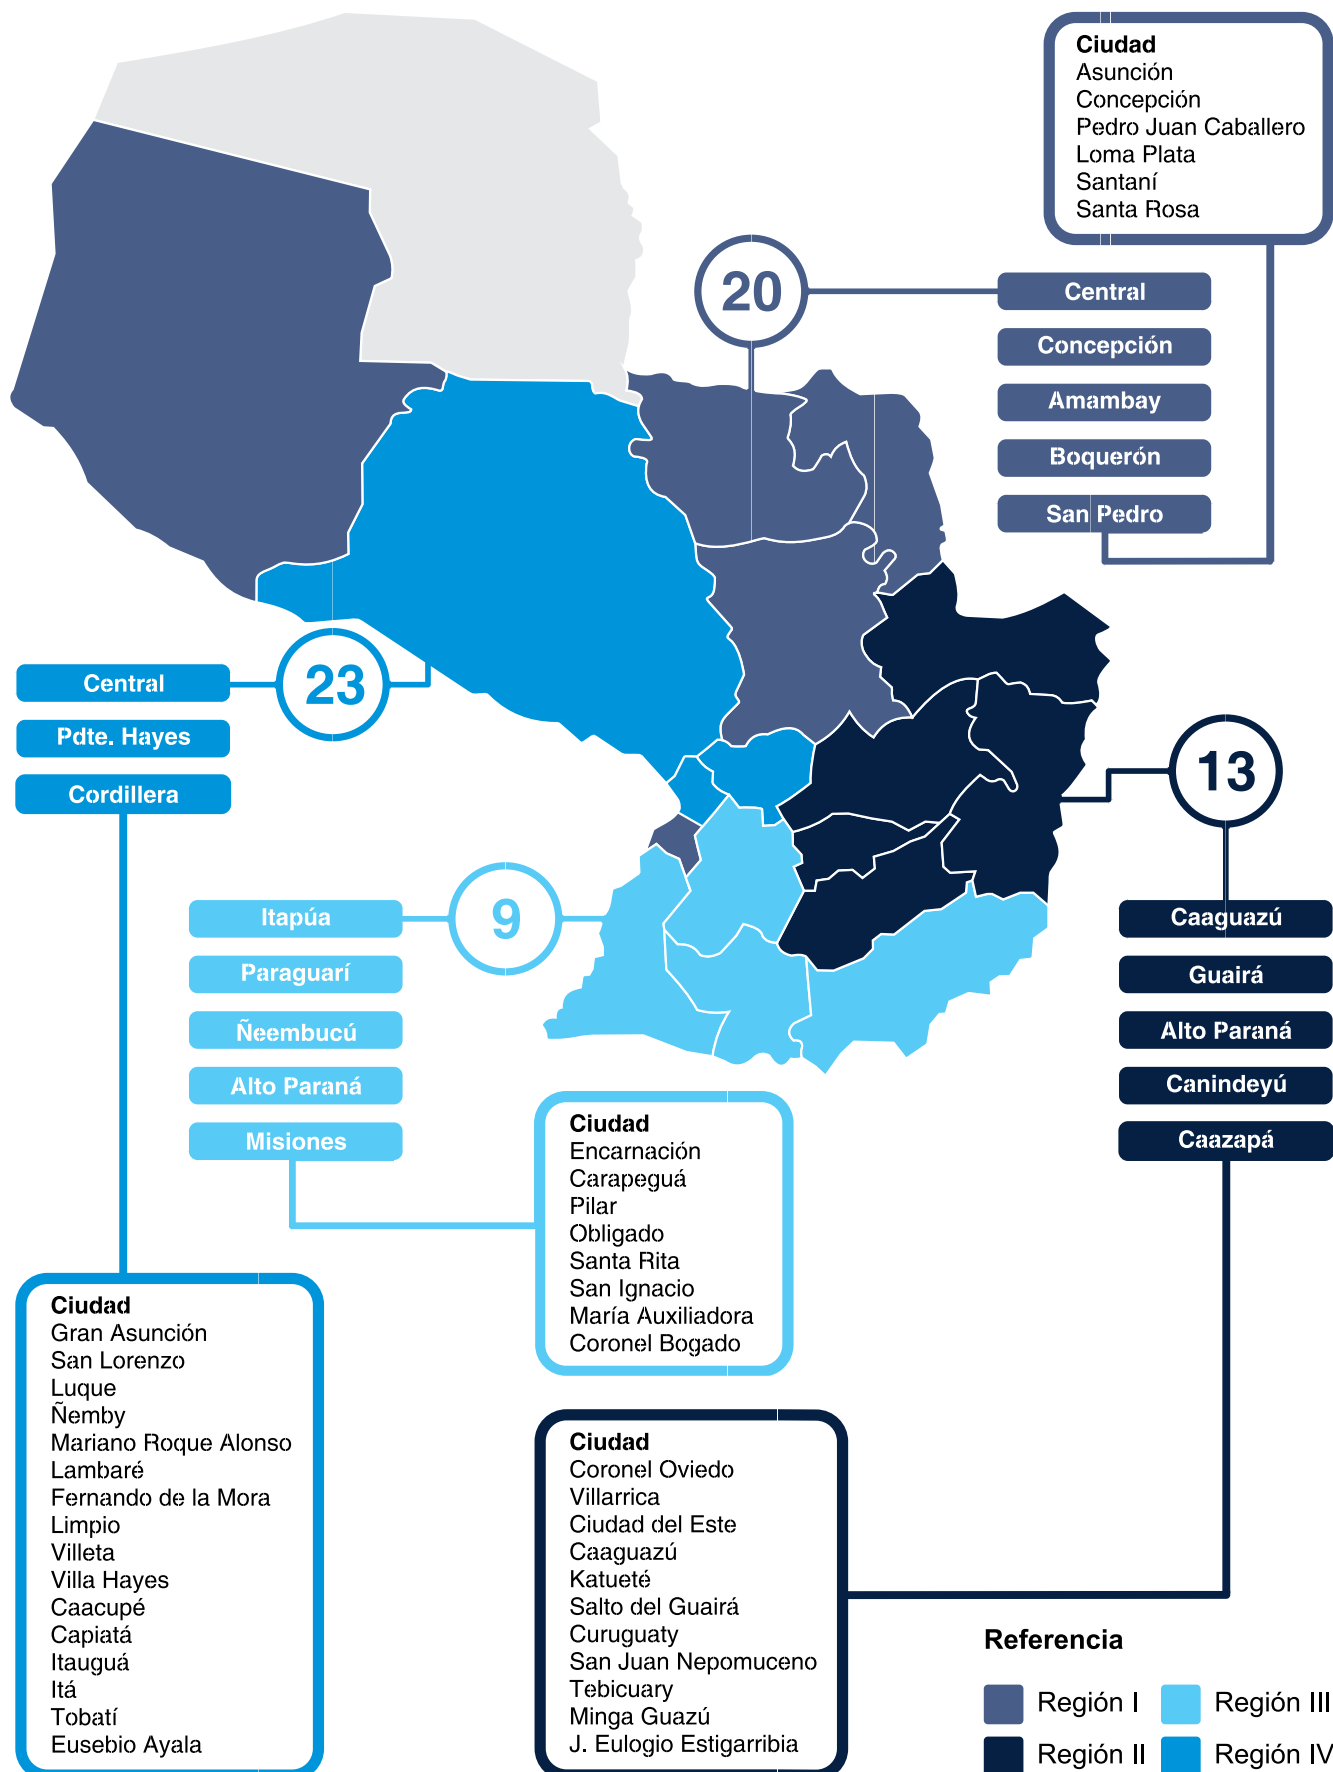 Ciudad
Asunción
Concepción
Pedro Juan Caballero
Loma Plata
Santaní
Santa Rosa
20
Central
Concepción
Amambay
Boquerón
San Pedro
23
Central
Pdte. Hayes
Cordillera
13
Caaguazú
Guairá
Alto Paraná
Canindeyú
Caazapá
9
Itapúa
Paraguarí
Ñeembucú
Alto Paraná
Misiones
Ciudad
Encarnación
Carapeguá
Pilar
Obligado
Santa Rita
San Ignacio
María Auxiliadora
Coronel Bogado
Ciudad
Gran Asunción
San Lorenzo
Luque
Ñemby
Mariano Roque Alonso
Lambaré
Fernando de la Mora
Limpio
Villeta
Villa Hayes
Caacupé
Capiatá
Itauguá
Itá
Tobatí
Eusebio Ayala
Ciudad
Coronel Oviedo
Villarrica
Ciudad del Este
Caaguazú
Katueté
Salto del Guairá
Curuguaty
San Juan Nepomuceno
Tebicuary
Minga Guazú
J. Eulogio Estigarribia
Referencia
Región I
Región III
Región II
Región IV